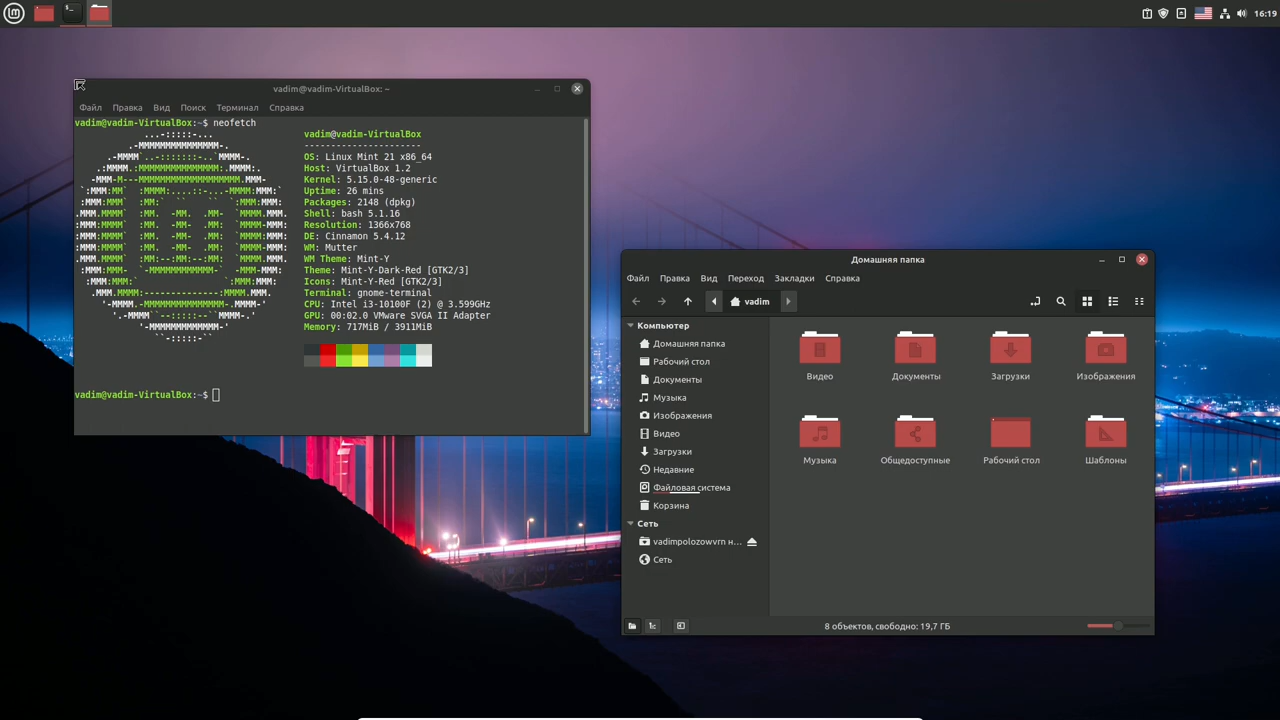 16:19
vadim@vadim-VirtualBox: ~
Файл Правка Вид Поиск Терминал Справка
vadim@vadim-VirtualBox:~$ neofetch
vadim@vadim-VirtualBox
----------------------
OS: Linux Mint 21 x86_64
Host: VirtualBox 1.2
Kernel: 5.15.0-48-generic
Uptime: 26 mins
Packages: 2148 (dpkg)
Shell: bash 5.1.16
Resolution: 1366x768
DE: Cinnamon 5.4.12
WM: Mutter
WM Theme: Mint-Y
Theme: Mint-Y-Dark-Red [GTK2/3]
Icons: Mint-Y-Red [GTK2/3]
Terminal: gnome-terminal
CPU: Intel i3-10100F (2) @ 3.599GHz
GPU: 00:02.0 VMware SVGA II Adapter
Memory: 717MiB / 3911MiB
vadim@vadim-VirtualBox:~$
Домашняя папка
Файл Правка Вид Переход Закладки Справка
vadim
Компьютер
Домашняя папка
Рабочий стол
Документы
Музыка
Изображения
Видео
Загрузки
Недавние
Файловая система
Корзина
Сеть
vadimpolozowvrn н...
Сеть
Видео Документы Загрузки Изображения
Музыка Общедоступные Рабочий стол Шаблоны
8 объектов, свободно: 19,7 ГБ